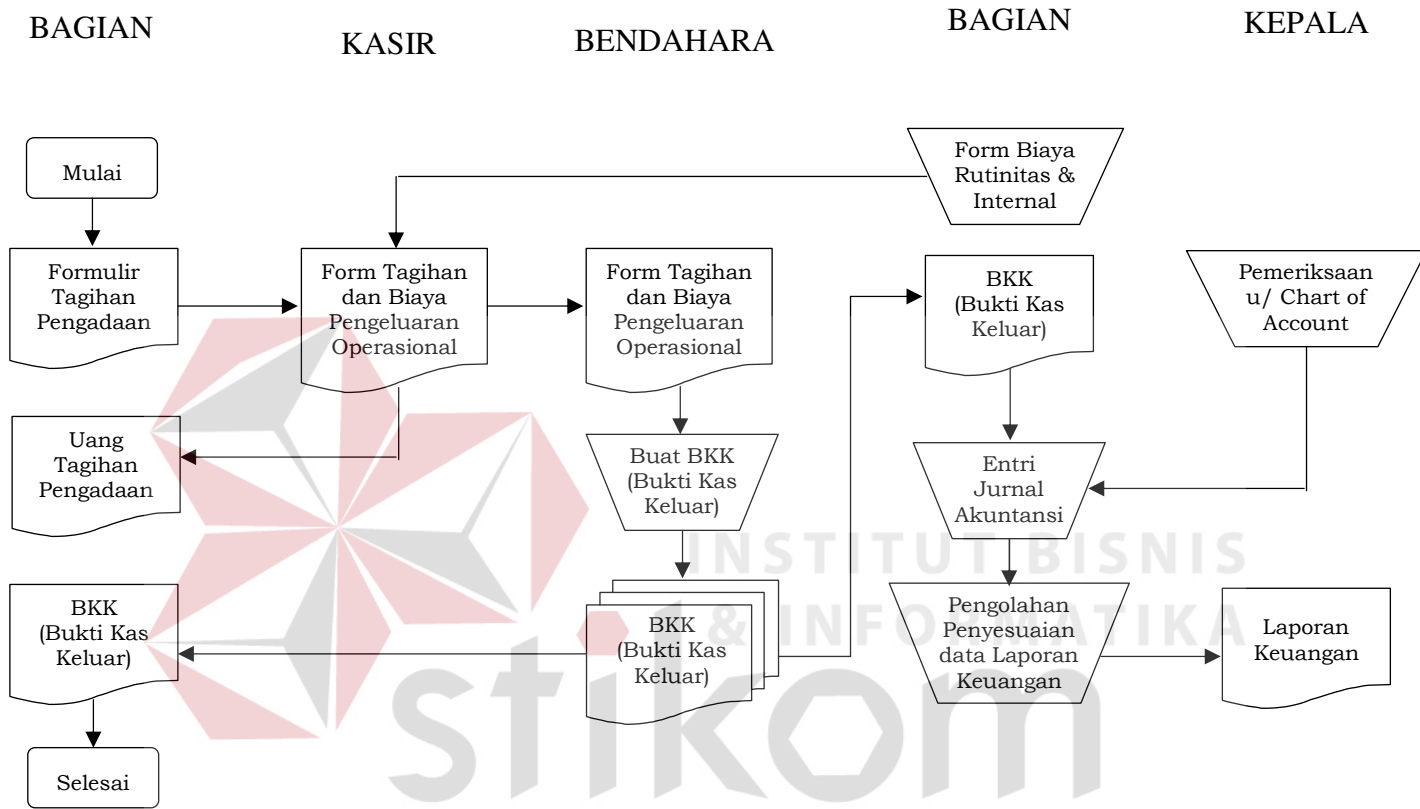 BAGIAN
KASIR
BENDAHARA
BAGIAN
KEPALA
Mulai
Form Biaya
Rutinitas &
Internal
Formulir
Tagihan
Pengadaan
Form Tagihan
dan Biaya
Pengeluaran
Operasional
Form Tagihan
dan Biaya
Pengeluaran
Operasional
BKK
(Bukti Kas
Keluar)
Pemeriksaan
u/ Chart of
Account
Uang
Tagihan
Pengadaan
Buat BKK
(Bukti Kas
Keluar)
Entri
Jurnal
Akuntansi
BKK
(Bukti Kas
Keluar)
BKK
(Bukti Kas
Keluar)
Pengolahan
Penyesuaian
data Laporan
Keuangan
Laporan
Keuangan
Selesai
INSTITUT BISNIS
& INFORMATIKA
stikom